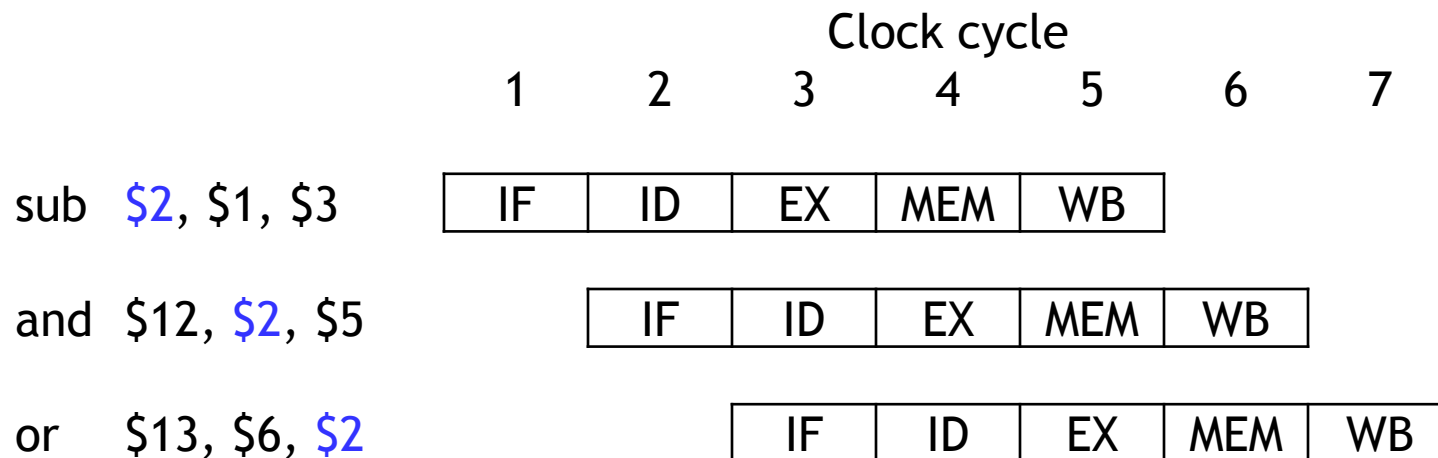 Clock cycle
1 2 3 4 5 6 7
sub $2, $1, $3 IF ID EX MEM WB
and $12, $2, $5 IF ID EX MEM WB
or $13, $6, $2 IF ID EX MEM WB